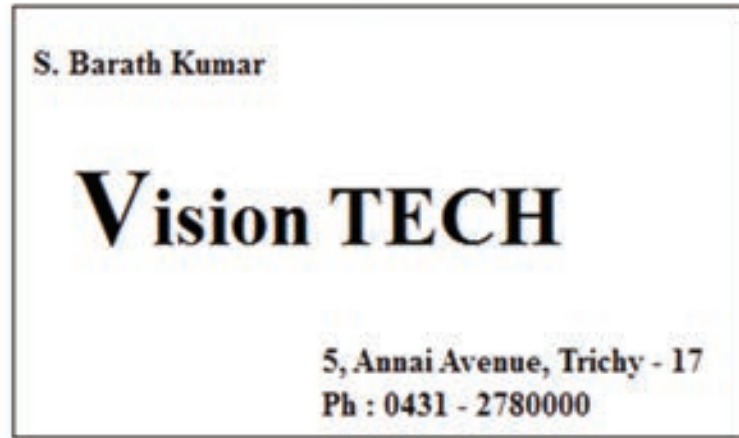 S. Barath Kumar
Vision TECH
5, Annai Avenue, Trichy - 17
Ph : 0431 - 2780000